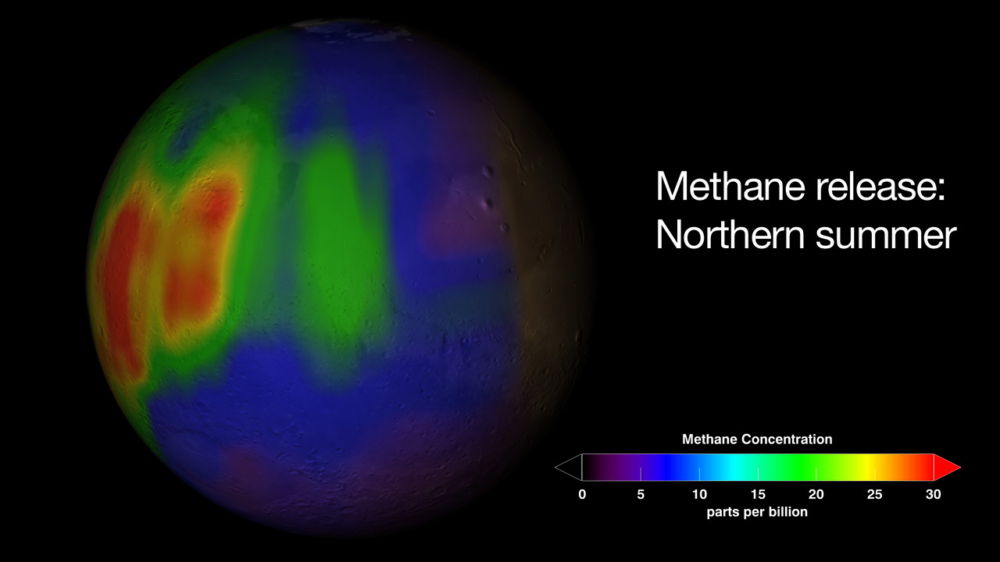 Methane release:
Northern summer
Methane Concentration
0 5 10 15 20 25 30
parts per billion